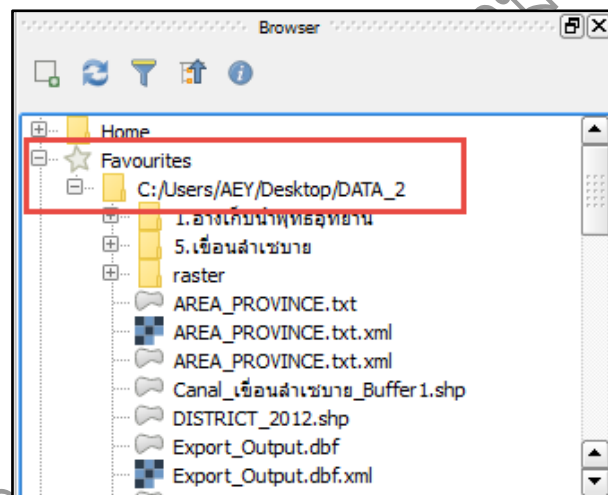 Browser
Home
Favourites
C:/Users/AEY/Desktop/DATA_2
1.อ่างเก็บน้ำพุทธอุทยาน
5.เขื่อนลำเซบาย
raster
AREA_PROVINCE.txt
AREA_PROVINCE.txt.xml
AREA_PROVINCE.txt.xml
Canal_เขื่อนลำเซบาย_Buffer1.shp
DISTRICT_2012.shp
Export_Output.dbf
Export_Output.dbf.xml